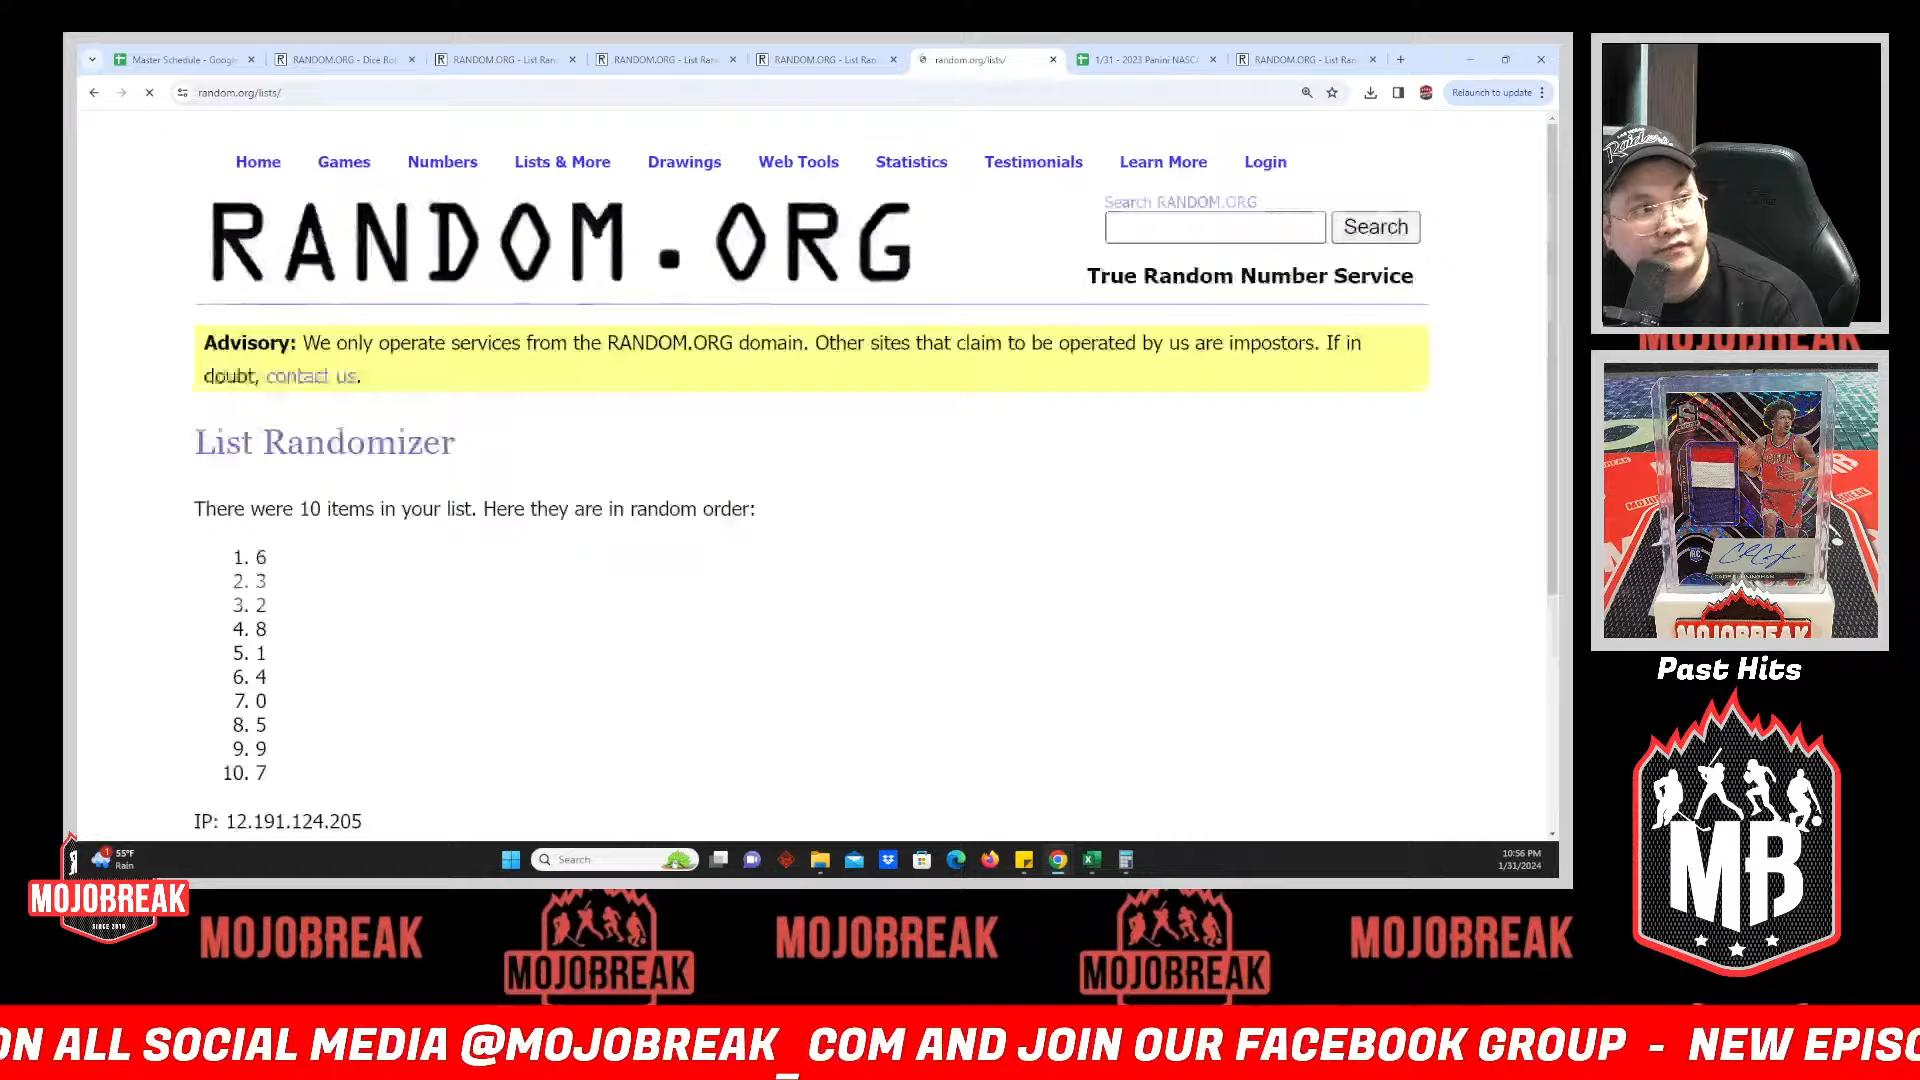 Master Schedule - Google
RANDOM.ORG - Dice Rol
RANDOM.ORG - List Ran
RANDOM.ORG - List Ran
RANDOM.ORG - List Ran
random.org/lists/
1/31 - 2023 Panini NASC
RANDOM.ORG - List Ran
random.org/lists/
Relaunch to update
Home Games Numbers Lists & More Drawings Web Tools Statistics Testimonials Learn More Login
RANDOM.ORG
Search RANDOM.ORG
Search
True Random Number Service
Advisory: We only operate services from the RANDOM.ORG domain. Other sites that claim to be operated by us are impostors. If in
doubt, contact us.
List Randomizer
There were 10 items in your list. Here they are in random order:
1. 6
2. 3
3. 2
4. 8
5. 1
6. 4
7. 0
8. 5
9. 9
10. 7
IP: 12.191.124.205
1
55°F
Rain
Search
10:56 PM
1/31/2024
Raiders
MOJOBREAK
Past Hits
MB
MOJOBREAK
SINCE 2010
MOJOBREAK
MOJOBREAK
MOJOBREAK
MOJOBREAK
MOJOBREAK
ON ALL SOCIAL MEDIA @MOJOBREAK_COM AND JOIN OUR FACEBOOK GROUP - NEW EPISO